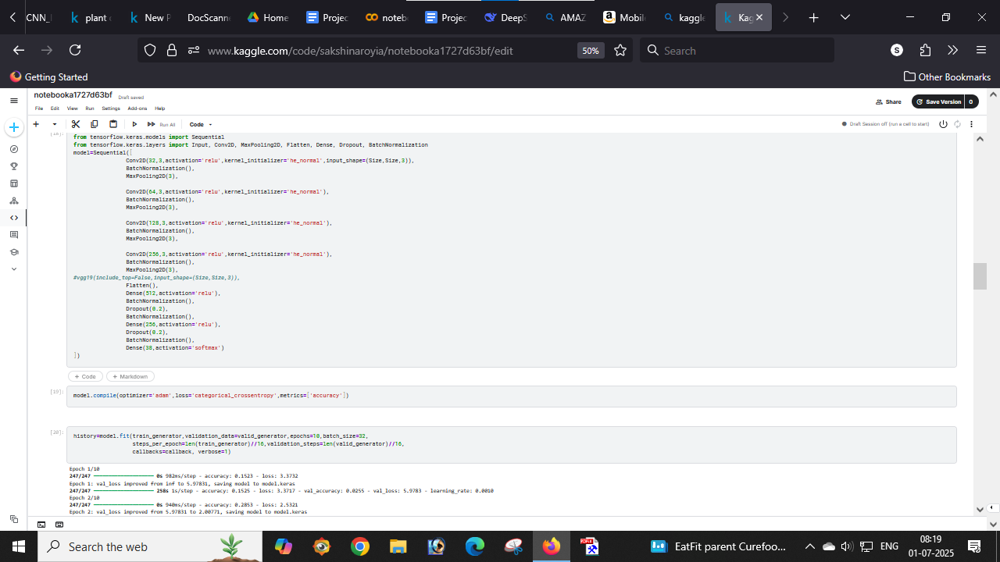 CNN_
plant
New P
DocScann
Home
Projec
noteb
Projec
DeepS
AMAZ
Mobil
kaggle
Kag
www.kaggle.com/code/sakshinaroyia/notebooka1727d63bf/edit
50%
Search
S
Getting Started
Other Bookmarks
notebooka1727d63bf
Draft saved
File Edit View Run Settings Add-ons Help
Share
Save Version 0
Run All
Code
Draft Session off (run a cell to start)
from tensorflow.keras.models import Sequential
from tensorflow.keras.layers import Input, Conv2D, MaxPooling2D, Flatten, Dense, Dropout, BatchNormalization
model=Sequential([
Conv2D(32,3,activation='relu',kernel_initializer='he_normal',input_shape=(Size,Size,3)),
BatchNormalization(),
MaxPooling2D(3),
Conv2D(64,3,activation='relu',kernel_initializer='he_normal'),
BatchNormalization(),
MaxPooling2D(3),
Conv2D(128,3,activation='relu',kernel_initializer='he_normal'),
BatchNormalization(),
MaxPooling2D(3),
Conv2D(256,3,activation='relu',kernel_initializer='he_normal'),
BatchNormalization(),
MaxPooling2D(3),
#vgg19(include_top=False,input_shape=(Size,Size,3)),
Flatten(),
Dense(512,activation='relu'),
BatchNormalization(),
Dropout(0.2),
BatchNormalization(),
Dense(256,activation='relu'),
Dropout(0.2),
BatchNormalization(),
Dense(38,activation='softmax')
])
+ Code
+ Markdown
[19]:
model.compile(optimizer='adam',loss='categorical_crossentropy',metrics=['accuracy'])
[20]:
history=model.fit(train_generator,validation_data=valid_generator,epochs=10,batch_size=32,
steps_per_epoch=len(train_generator)//16,validation_steps=len(valid_generator)//16,
callbacks=callback, verbose=1)
Epoch 1/10
247/247 0s 982ms/step - accuracy: 0.1523 - loss: 3.3732
Epoch 1: val_loss improved from inf to 5.97831, saving model to model.keras
247/247 258s 1s/step - accuracy: 0.1525 - loss: 3.3717 - val_accuracy: 0.0255 - val_loss: 5.9783 - learning_rate: 0.0010
Epoch 2/10
247/247 0s 940ms/step - accuracy: 0.2853 - loss: 2.5321
Epoch 2: val_loss improved from 5.97831 to 2.00771, saving model to model.keras
Search the web
EatFit parent Curefoo...
ENG
08:19
01-07-2025